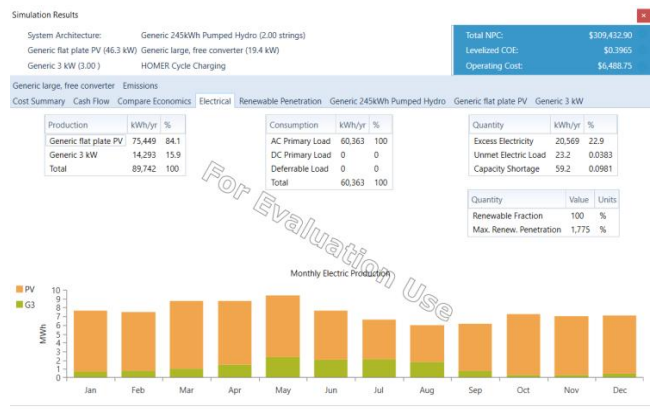 Simulation Results
System Architecture: Generic 245kWh Pumped Hydro (2.00 strings)
Generic flat plate PV (46.3 kW) Generic large, free converter (19.4 kW)
Generic 3 kW (3.00 ) HOMER Cycle Charging
Total NPC: $309,432.90
Levelized COE: $0.3965
Operating Cost: $6,488.75
Generic large, free converter Emissions
Cost Summary Cash Flow Compare Economics Electrical Renewable Penetration Generic 245kWh Pumped Hydro Generic flat plate PV Generic 3 kW
Production kWh/yr %
Generic flat plate PV 75,449 84.1
Generic 3 kW 14,293 15.9
Total 89,742 100
Consumption kWh/yr %
AC Primary Load 60,363 100
DC Primary Load 0 0
Deferrable Load 0 0
Total 60,363 100
Quantity kWh/yr %
Excess Electricity 20,569 22.9
Unmet Electric Load 23.2 0.0383
Capacity Shortage 59.2 0.0981
Quantity Value Units
Renewable Fraction 100 %
Max. Renew. Penetration 1,775 %
For Evaluation Use
Monthly Electric Production
PV
G3
MWh
10
9
8
7
6
5
4
3
2
1
0
Jan Feb Mar Apr May Jun Jul Aug Sep Oct Nov Dec